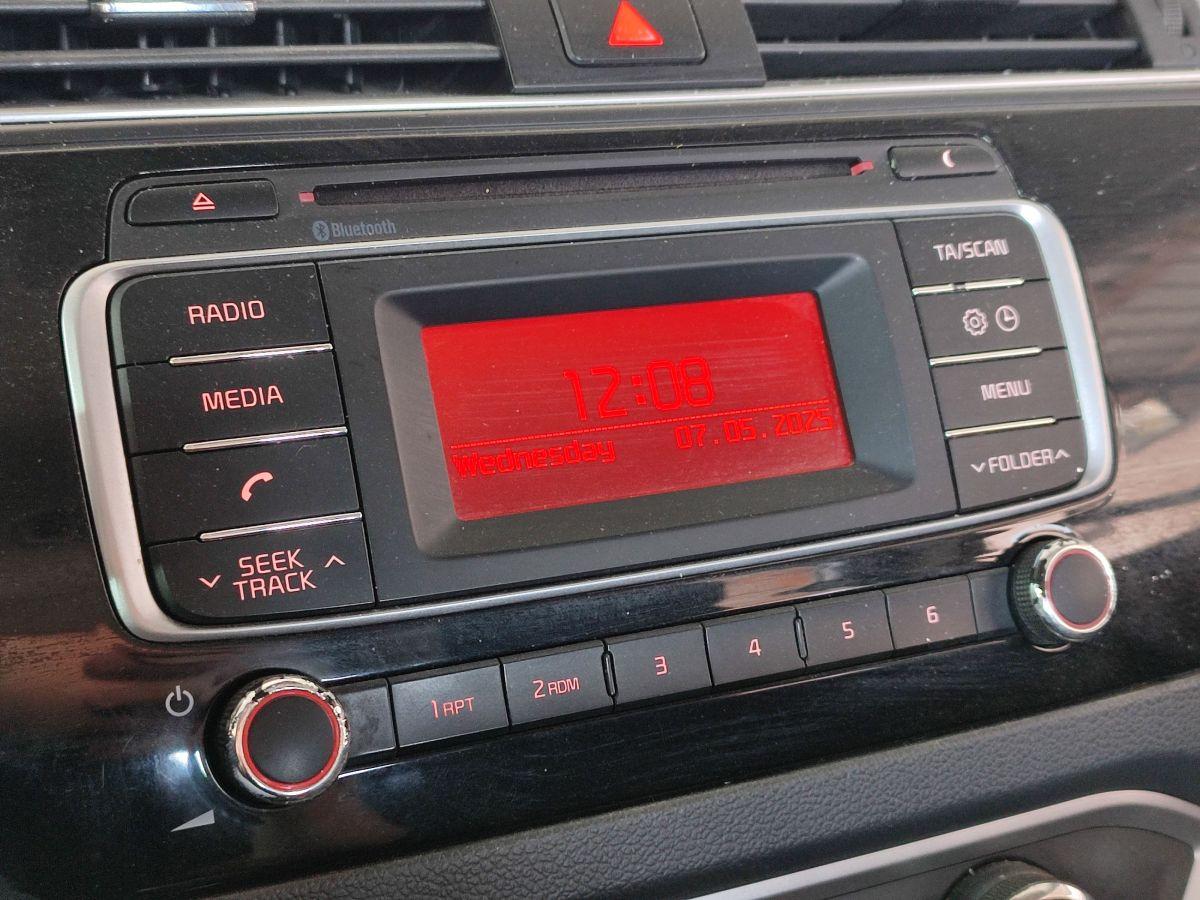 Bluetooth
RADIO
MEDIA
SEEK
TRACK
12:08
Wednesday 07.05.2025
TA/SCAN
MENU
FOLDER
1 RPT
2 RDM
3
4
5
6